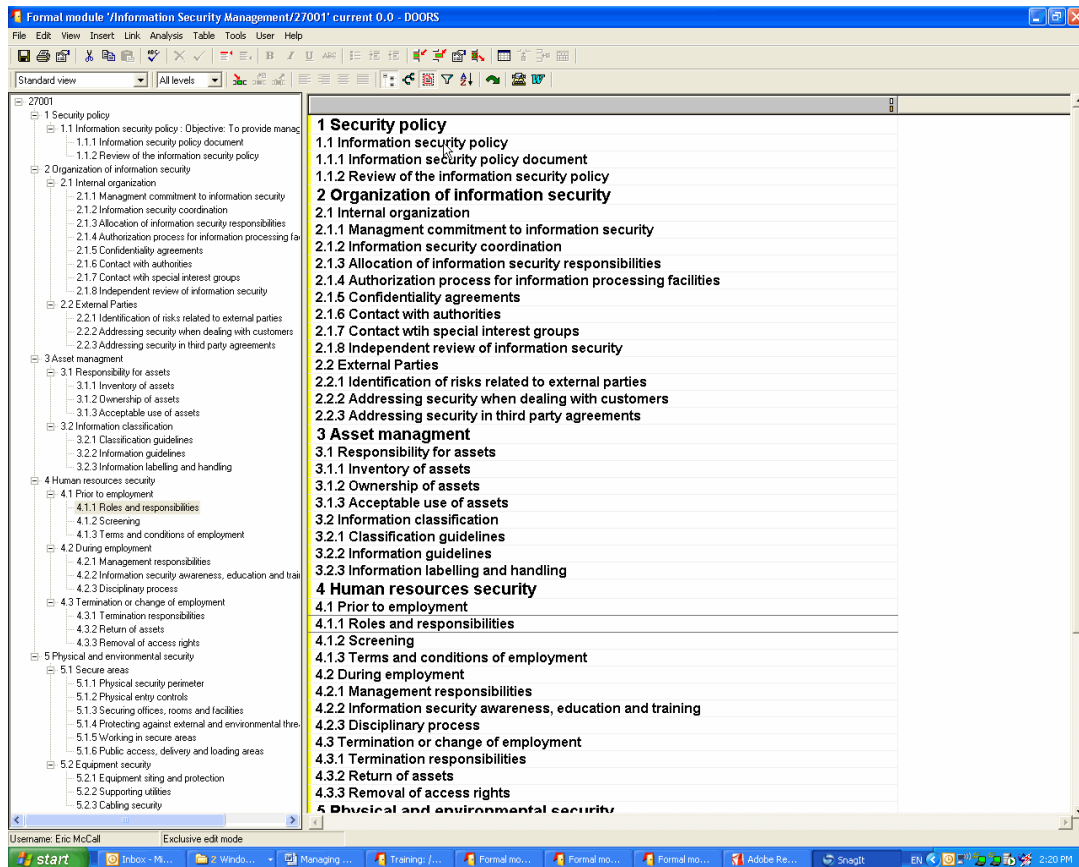 Formal module '/Information Security Management/27001' current 0.0 - DOORS
File Edit View Insert Link Analysis Table Tools User Help
Standard view All levels
27001
1 Security policy
1.1 Information security policy : Objective: To provide manag
1.1.1 Information security policy document
1.1.2 Review of the information security policy
2 Organization of information security
2.1 Internal organization
2.1.1 Managment commitment to information security
2.1.2 Information security coordination
2.1.3 Allocation of information security responsibilities
2.1.4 Authorization process for information processing fa
2.1.5 Confidentiality agreements
2.1.6 Contact with authorities
2.1.7 Contact wtih special interest groups
2.1.8 Independent review of information security
2.2 External Parties
2.2.1 Identification of risks related to external parties
2.2.2 Addressing security when dealing with customers
2.2.3 Addressing security in third party agreements
3 Asset managment
3.1 Responsibility for assets
3.1.1 Inventory of assets
3.1.2 Ownership of assets
3.1.3 Acceptable use of assets
3.2 Information classification
3.2.1 Classification guidelines
3.2.2 Information guidelines
3.2.3 Information labelling and handling
4 Human resources security
4.1 Prior to employment
4.1.1 Roles and responsibilities
4.1.2 Screening
4.1.3 Terms and conditions of employment
4.2 During employment
4.2.1 Management responsibilities
4.2.2 Information security awareness, education and trai
4.2.3 Disciplinary process
4.3 Termination or change of employment
4.3.1 Termination responsibilities
4.3.2 Return of assets
4.3.3 Removal of access rights
5 Physical and environmental security
5.1 Secure areas
5.1.1 Physical security perimeter
5.1.2 Physical entry controls
5.1.3 Securing offices, rooms and facilities
5.1.4 Protecting against external and environmental thre
5.1.5 Working in secure areas
5.1.6 Public access, delivery and loading areas
5.2 Equipment security
5.2.1 Equipment siting and protection
5.2.2 Supporting utilities
5.2.3 Cabling security
1 Security policy
1.1 Information security policy
1.1.1 Information security policy document
1.1.2 Review of the information security policy
2 Organization of information security
2.1 Internal organization
2.1.1 Managment commitment to information security
2.1.2 Information security coordination
2.1.3 Allocation of information security responsibilities
2.1.4 Authorization process for information processing facilities
2.1.5 Confidentiality agreements
2.1.6 Contact with authorities
2.1.7 Contact wtih special interest groups
2.1.8 Independent review of information security
2.2 External Parties
2.2.1 Identification of risks related to external parties
2.2.2 Addressing security when dealing with customers
2.2.3 Addressing security in third party agreements
3 Asset managment
3.1 Responsibility for assets
3.1.1 Inventory of assets
3.1.2 Ownership of assets
3.1.3 Acceptable use of assets
3.2 Information classification
3.2.1 Classification guidelines
3.2.2 Information guidelines
3.2.3 Information labelling and handling
4 Human resources security
4.1 Prior to employment
4.1.1 Roles and responsibilities
4.1.2 Screening
4.1.3 Terms and conditions of employment
4.2 During employment
4.2.1 Management responsibilities
4.2.2 Information security awareness, education and training
4.2.3 Disciplinary process
4.3 Termination or change of employment
4.3.1 Termination responsibilities
4.3.2 Return of assets
4.3.3 Removal of access rights
5 Physical and environmental security
Username: Eric McCall Exclusive edit mode
start Inbox - Mi... 2 Windo... Managing ... Training: /... Formal mo... Formal mo... Formal mo... Adobe Re... SnagIt EN 2:20 PM